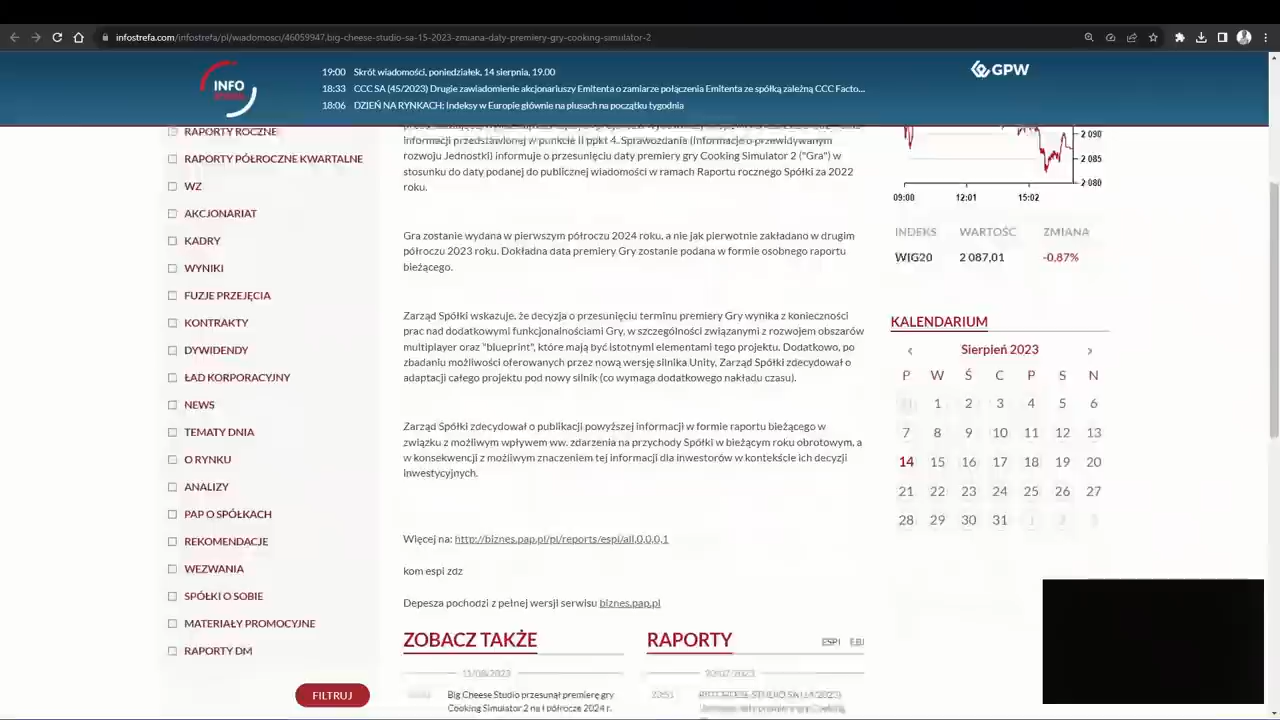 infostrefa.com/infostrefa/pl/wiadomosci/46059947,big-cheese-studio-sa-15-2023-zmiana-daty-premiery-gry-cooking-simulator-2
INFO
19:00 Skrót wiadomości, poniedziałek, 14 sierpnia, 19.00
18:33 CCC SA (45/2023) Drugie zawiadomienie akcjonariuszy Emitenta o zamiarze połączenia Emitenta ze spółką zależną CCC Facto...
18:06 DZIEŃ NA RYNKACH: Indeksy w Europie głównie na plusach na początku tygodnia
GPW
RAPORTY ROCZNE
RAPORTY PÓŁROCZNE KWARTALNE
WZ
AKCJONARIAT
KADRY
WYNIKI
FUZJE PRZEJĘCIA
KONTRAKTY
DYWIDENDY
ŁAD KORPORACYJNY
NEWS
TEMATY DNIA
O RYNKU
ANALIZY
PAP O SPÓŁKACH
REKOMENDACJE
WEZWANIA
SPÓŁKI O SOBIE
MATERIAŁY PROMOCYJNE
RAPORTY DM
FILTRUJ
informacji przedstawionej w punkcie II ppkt 4. Sprawozdania (Informacje o przewidywanym
rozwoju Jednostki) informuje o przesunięciu daty premiery gry Cooking Simulator 2 ("Gra") w
stosunku do daty podanej do publicznej wiadomości w ramach Raportu rocznego Spółki za 2022
roku.
Gra zostanie wydana w pierwszym półroczu 2024 roku, a nie jak pierwotnie zakładano w drugim
półroczu 2023 roku. Dokładna data premiery Gry zostanie podana w formie osobnego raportu
bieżącego.
Zarząd Spółki wskazuje, że decyzja o przesunięciu terminu premiery Gry wynika z konieczności
prac nad dodatkowymi funkcjonalnościami Gry, w szczególności związanymi z rozwojem obszarów
multiplayer oraz "blueprint", które mają być istotnymi elementami tego projektu. Dodatkowo, po
zbadaniu możliwości oferowanych przez nową wersję silnika Unity, Zarząd Spółki zdecydował o
adaptacji całego projektu pod nowy silnik (co wymaga dodatkowego nakładu czasu).
Zarząd Spółki zdecydował o publikacji powyższej informacji w formie raportu bieżącego w
związku z możliwym wpływem ww. zdarzenia na przychody Spółki w bieżącym roku obrotowym, a
w konsekwencji z możliwym znaczeniem tej informacji dla inwestorów w kontekście ich decyzji
inwestycyjnych.
Więcej na: http://biznes.pap.pl/pl/reports/espi/all,0,0,0,1
kom espi zdz
Depesza pochodzi z pełnej wersji serwisu biznes.pap.pl
ZOBACZ TAKŻE
11/08/2023
Big Cheese Studio przesunął premierę gry
Cooking Simulator 2 na I półrocze 2024 r.
RAPORTY
ESPI
2 090
2 085
2 080
09:00 12:01 15:02
INDEKS WARTOŚĆ ZMIANA
WIG20 2 087,01 -0,87%
KALENDARIUM
‹ Sierpień 2023 ›
P W Ś C P S N
1 2 3 4 5 6
7 8 9 10 11 12 13
14 15 16 17 18 19 20
21 22 23 24 25 26 27
28 29 30 31